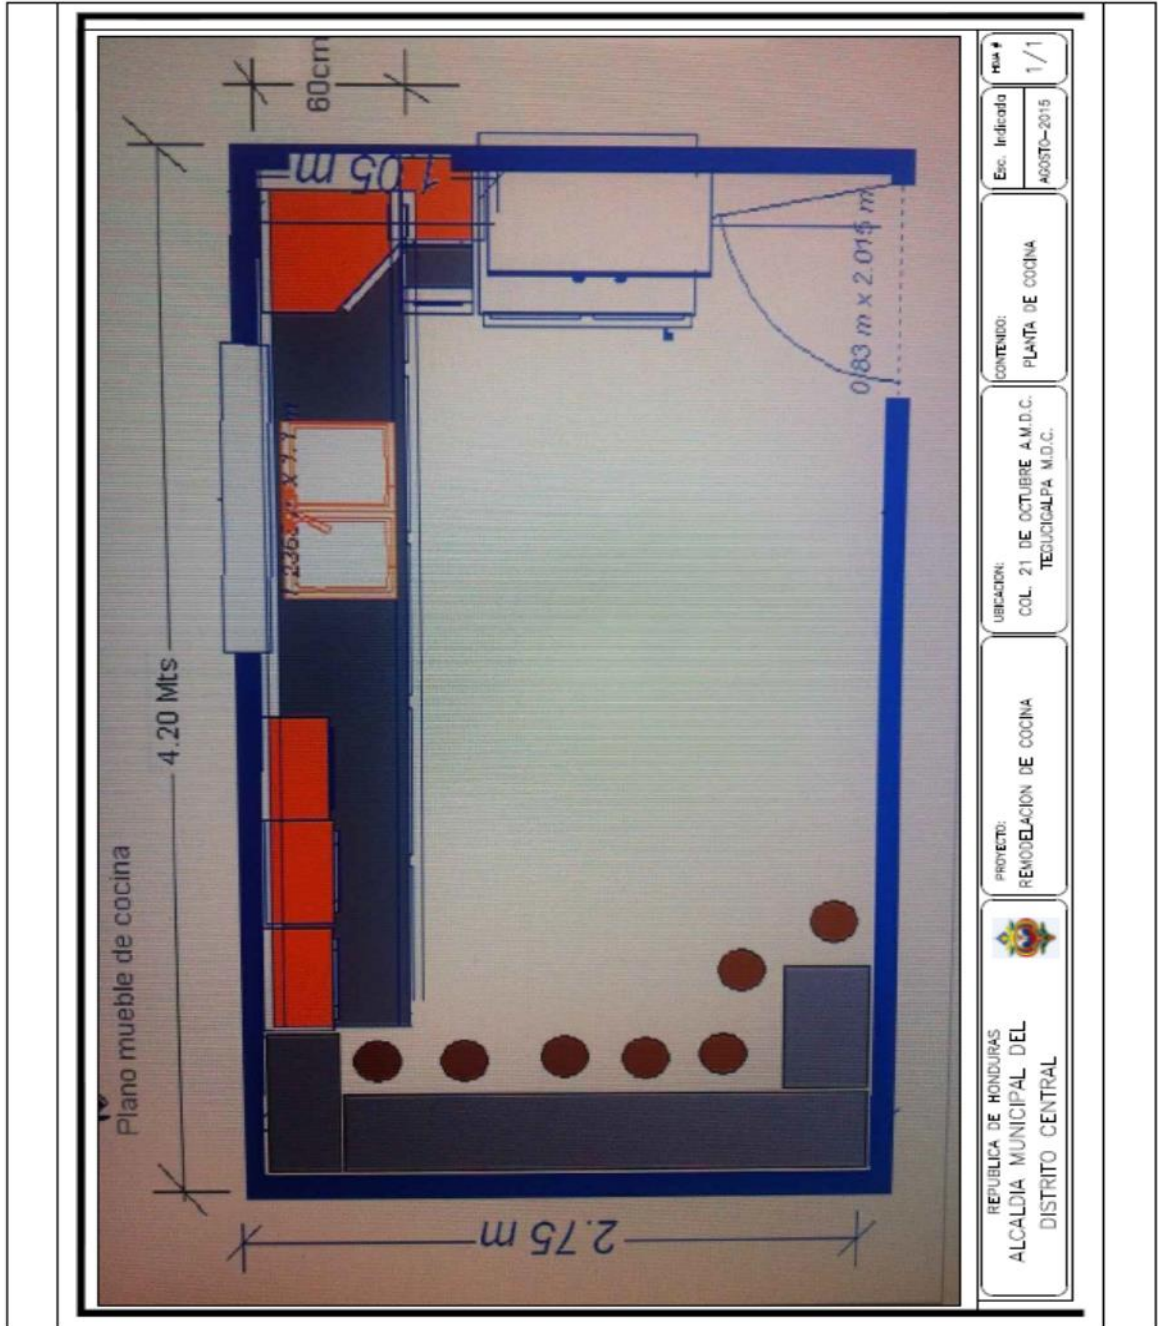 Plano mueble de cocina
4.20 Mts
60cm
1.05 m
2.75 m
0.83 m x 2.015 m
REPUBLICA DE HONDURAS
ALCALDIA MUNICIPAL DEL
DISTRITO CENTRAL
PROYECTO:
REMODELACION DE COCINA
UBICACION:
COL. 21 DE OCTUBRE A.M.D.C.
TEGUCIGALPA M.D.C.
CONTENIDO:
PLANTA DE COCINA
Esc. Indicada
AGOSTO-2015
HOJA #
1/1